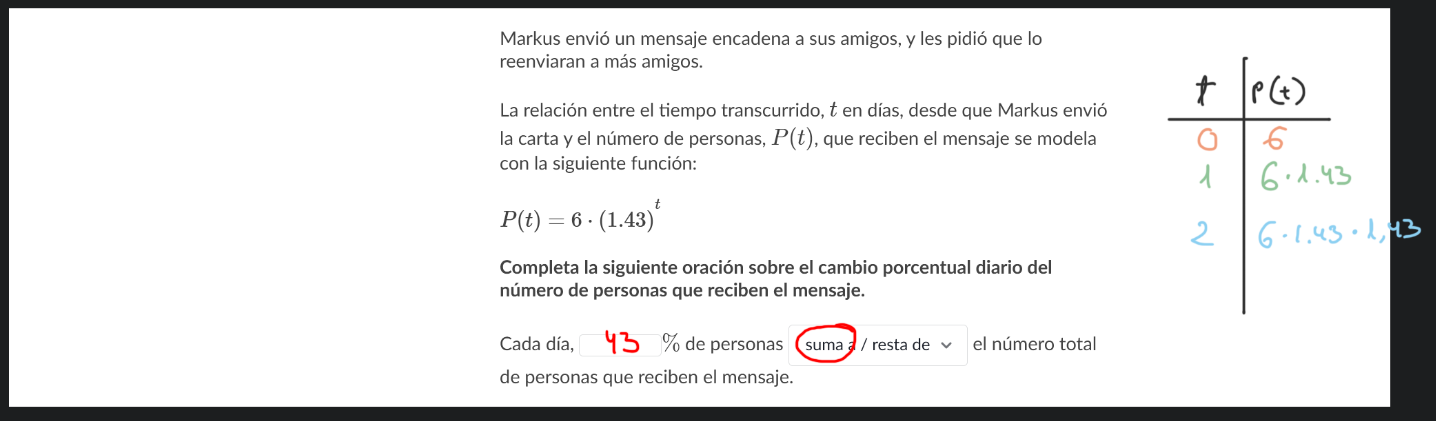 Markus envió un mensaje encadena a sus amigos, y les pidió que lo
reenviaran a más amigos.
La relación entre el tiempo transcurrido, t en días, desde que Markus envió
la carta y el número de personas, P(t), que reciben el mensaje se modela
con la siguiente función:
P(t) = 6 · (1.43)^t
Completa la siguiente oración sobre el cambio porcentual diario del
número de personas que reciben el mensaje.
Cada día, 43 % de personas suma a / resta de el número total
de personas que reciben el mensaje.
t P(t)
0 6
1 6·1.43
2 6·1.43·1,43